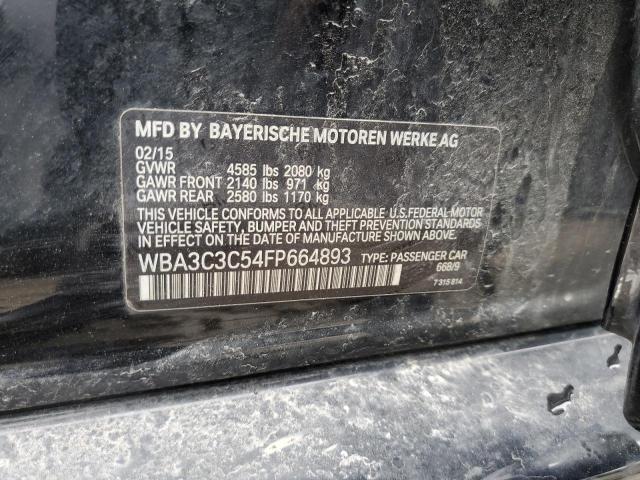 MFD BY BAYERISCHE MOTOREN WERKE AG
02/15
GVWR 4585 lbs 2080 kg
GAWR FRONT 2140 lbs 971 kg
GAWR REAR 2580 lbs 1170 kg
THIS VEHICLE CONFORMS TO ALL APPLICABLE U.S. FEDERAL-MOTOR
VEHICLE SAFETY, BUMPER AND THEFT PREVENTION STANDARDS
IN EFFECT ON THE DATE OF MANUFACTURE SHOWN ABOVE.
WBA3C3C54FP664893 TYPE: PASSENGER CAR
668/9
7 315 814